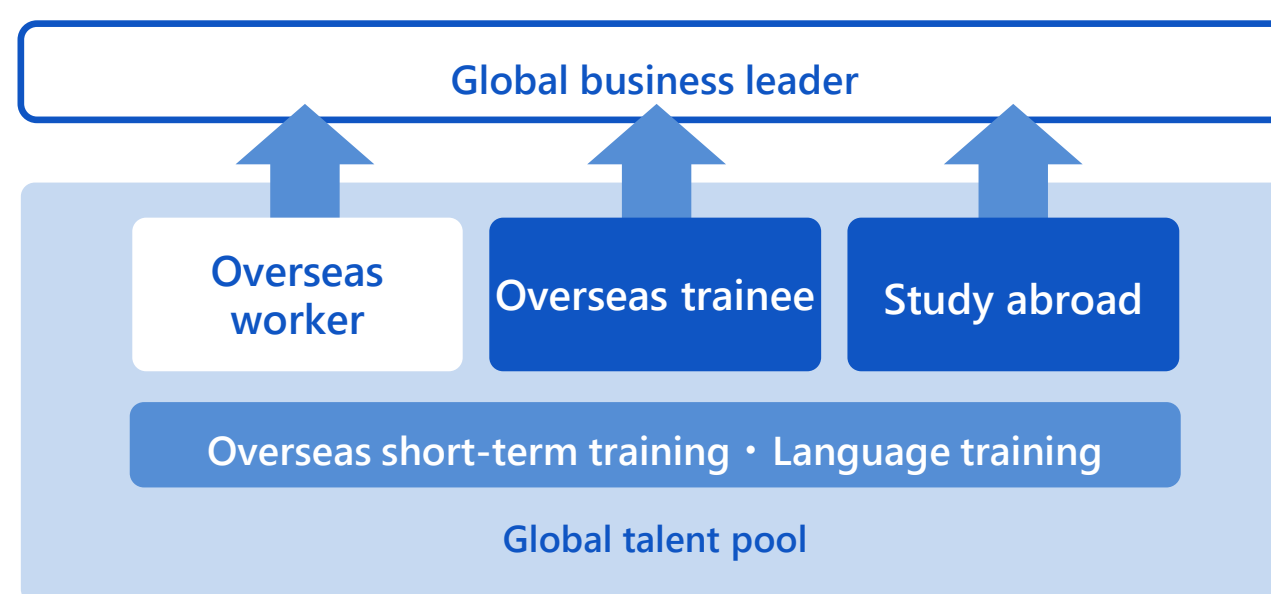 Global business leader
Overseas
worker
Overseas trainee
Study abroad
Overseas short-term training・Language training
Global talent pool